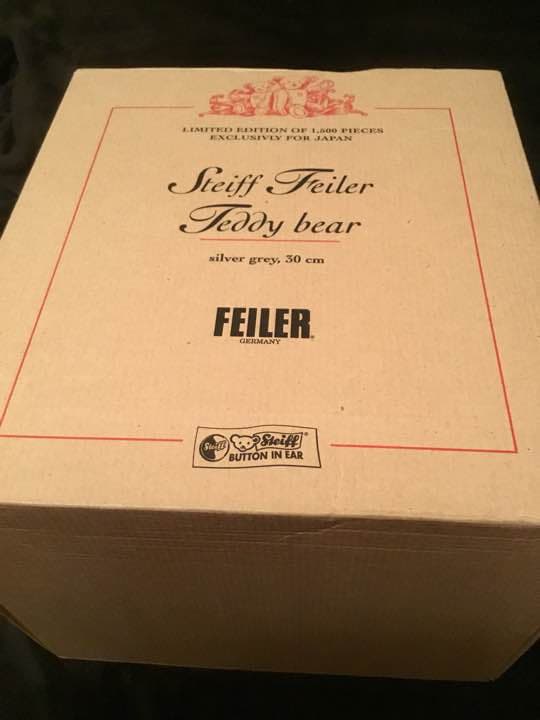 LIMITED EDITION OF 1,500 PIECES
EXCLUSIVLY FOR JAPAN
Steiff Feiler
Teddy bear
silver grey, 30 cm
FEILER
GERMANY
Steiff Steiff
BUTTON IN EAR